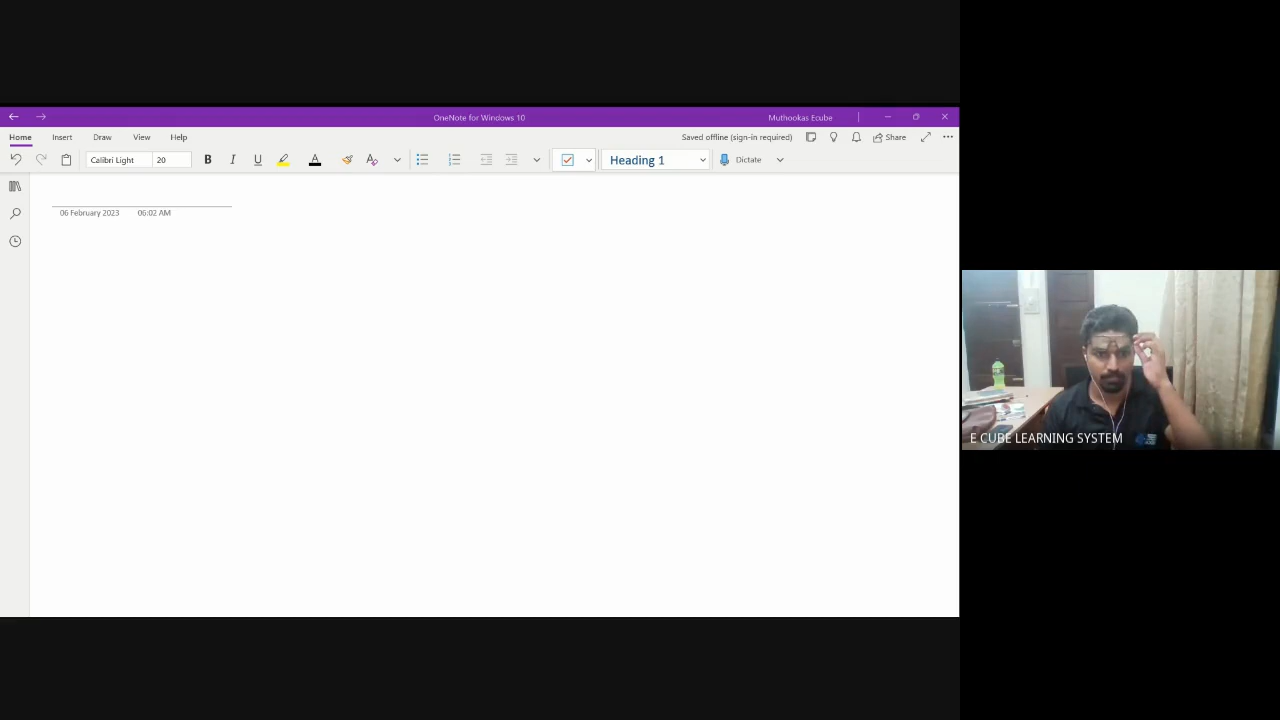 OneNote for Windows 10
Muthookas Ecube
Home Insert Draw View Help
Saved offline (sign-in required)
Share
Calibri Light
20
B I U
A
A
Heading 1
Dictate
06 February 2023 06:02 AM
E CUBE LEARNING SYSTEM